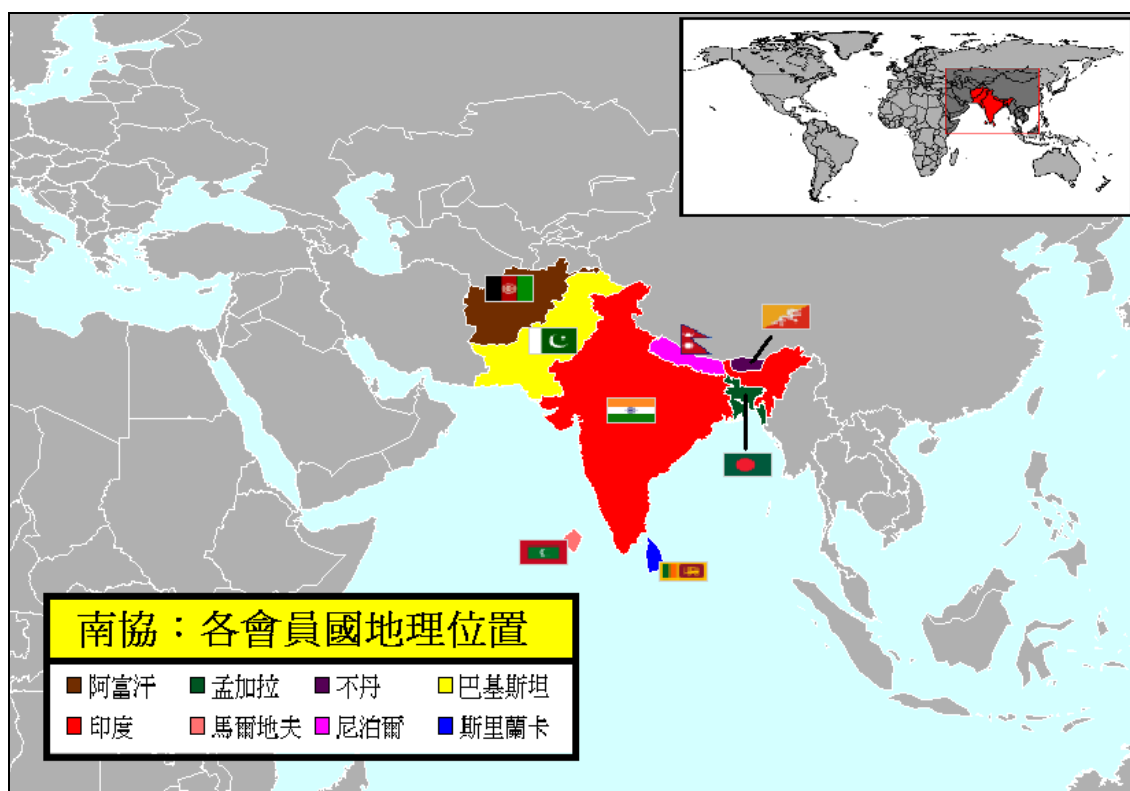 南協：各會員國地理位置
阿富汗 孟加拉 不丹 巴基斯坦
印度 馬爾地夫 尼泊爾 斯里蘭卡